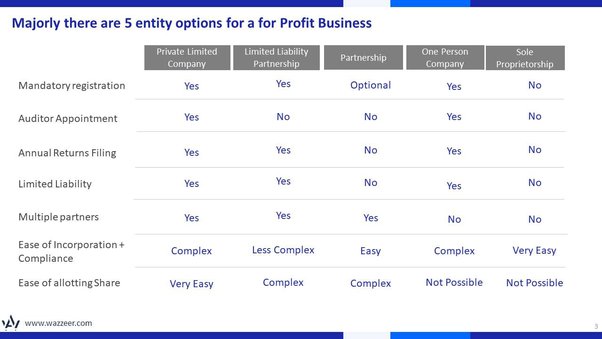 Majorly there are 5 entity options for a for Profit Business
Private Limited Company Limited Liability Partnership Partnership One Person Company Sole Proprietorship
Mandatory registration Yes Yes Optional Yes No
Auditor Appointment Yes No No Yes No
Annual Returns Filing Yes Yes No Yes No
Limited Liability Yes Yes No Yes No
Multiple partners Yes Yes Yes No No
Ease of Incorporation + Compliance Complex Less Complex Easy Complex Very Easy
Ease of allotting Share Very Easy Complex Complex Not Possible Not Possible
www.wazzeer.com 3